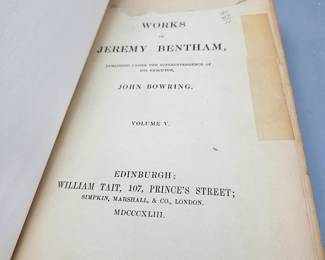 WORKS
OF
JEREMY BENTHAM,
PUBLISHED UNDER THE SUPERINTENDENCE OF
HIS EXECUTOR,
JOHN BOWRING.
VOLUME V.
EDINBURGH:
WILLIAM TAIT, 107, PRINCE'S STREET;
SIMPKIN, MARSHALL, & CO., LONDON.
MDCCCXLIII.